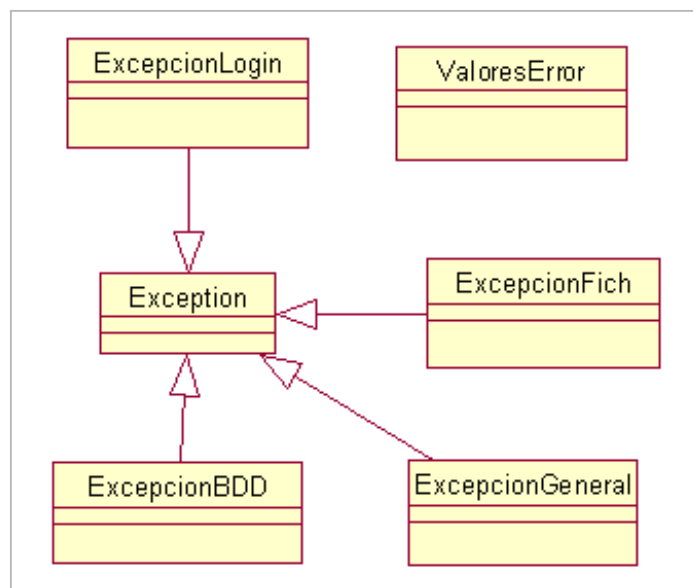 ExcepcionLogin
ValoresError
Exception
ExcepcionFich
ExcepcionBDD
ExcepcionGeneral